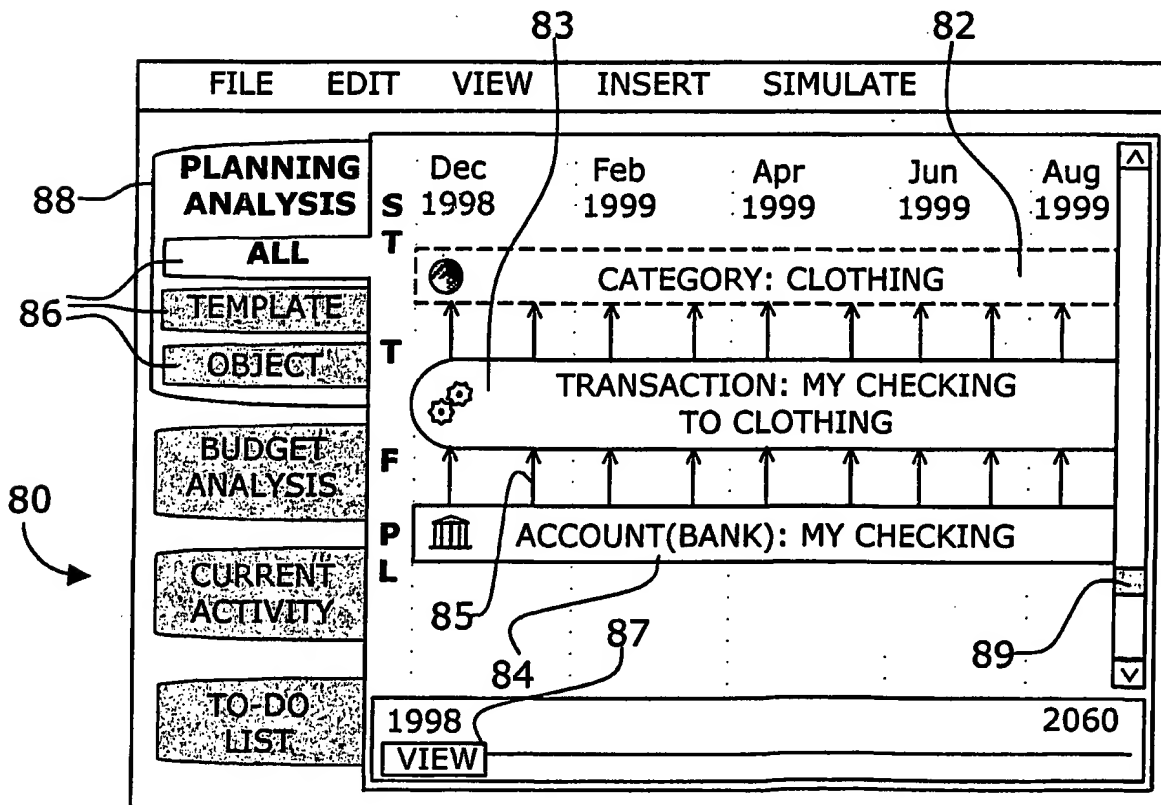 83
82
FILE EDIT VIEW INSERT SIMULATE
88
PLANNING
ANALYSIS
ALL
86
TEMPLATE
OBJECT
BUDGET
ANALYSIS
80
CURRENT
ACTIVITY
TO-DO
LIST
S
T
T
F
P
L
Dec Feb Apr Jun Aug
1998 1999 1999 1999 1999
CATEGORY: CLOTHING
TRANSACTION: MY CHECKING
TO CLOTHING
ACCOUNT(BANK): MY CHECKING
85
84
87
89
1998 2060
VIEW